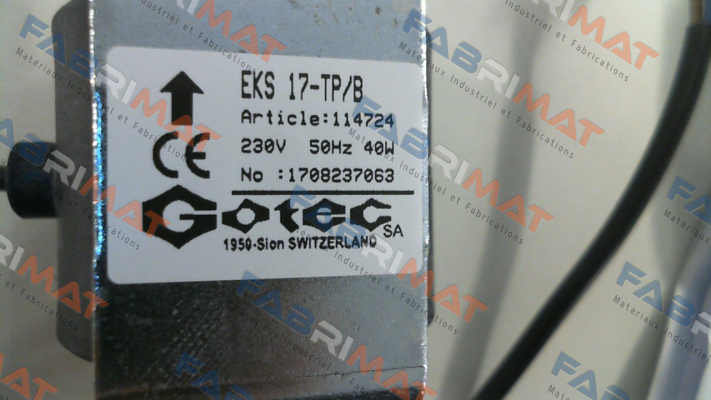 EKS 17-TP/B
Article:114724
230V 50Hz 40W
No :1708237063
CE
Gotec SA
1950-Sion SWITZERLAND
FABRIMAT
Matériaux Industriel et Fabrications